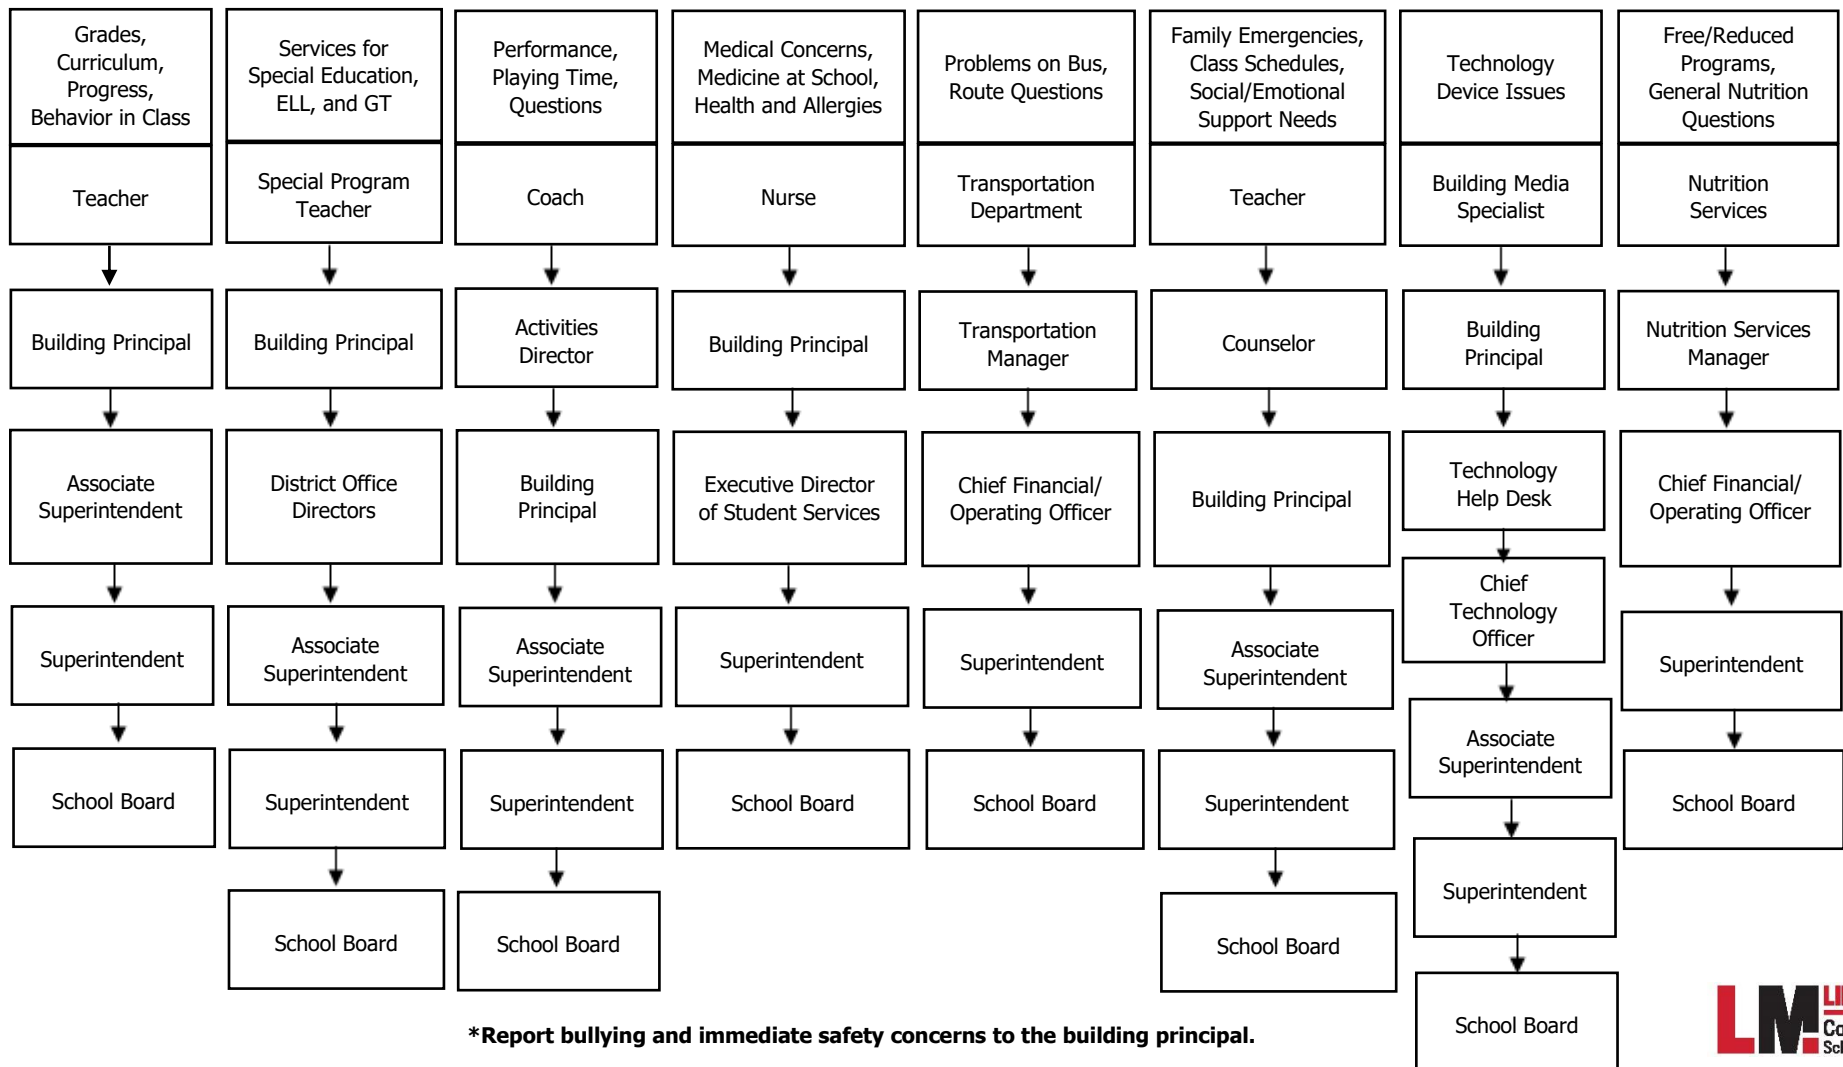 Grades,
Curriculum,
Progress,
Behavior in Class
Teacher
Building Principal
Associate
Superintendent
Superintendent
School Board
Services for
Special Education,
ELL, and GT
Special Program
Teacher
Building Principal
District Office
Directors
Associate
Superintendent
Superintendent
School Board
Performance,
Playing Time,
Questions
Coach
Activities
Director
Building
Principal
Associate
Superintendent
Superintendent
School Board
Medical Concerns,
Medicine at School,
Health and Allergies
Nurse
Building Principal
Executive Director
of Student Services
Superintendent
School Board
Problems on Bus,
Route Questions
Transportation
Department
Transportation
Manager
Chief Financial/
Operating Officer
Superintendent
School Board
Family Emergencies,
Class Schedules,
Social/Emotional
Support Needs
Teacher
Counselor
Building Principal
Associate
Superintendent
Superintendent
School Board
Technology
Device Issues
Building Media
Specialist
Building
Principal
Technology
Help Desk
Chief
Technology
Officer
Associate
Superintendent
Superintendent
School Board
Free/Reduced
Programs,
General Nutrition
Questions
Nutrition
Services
Nutrition Services
Manager
Chief Financial/
Operating Officer
Superintendent
School Board
*Report bullying and immediate safety concerns to the building principal.
LM